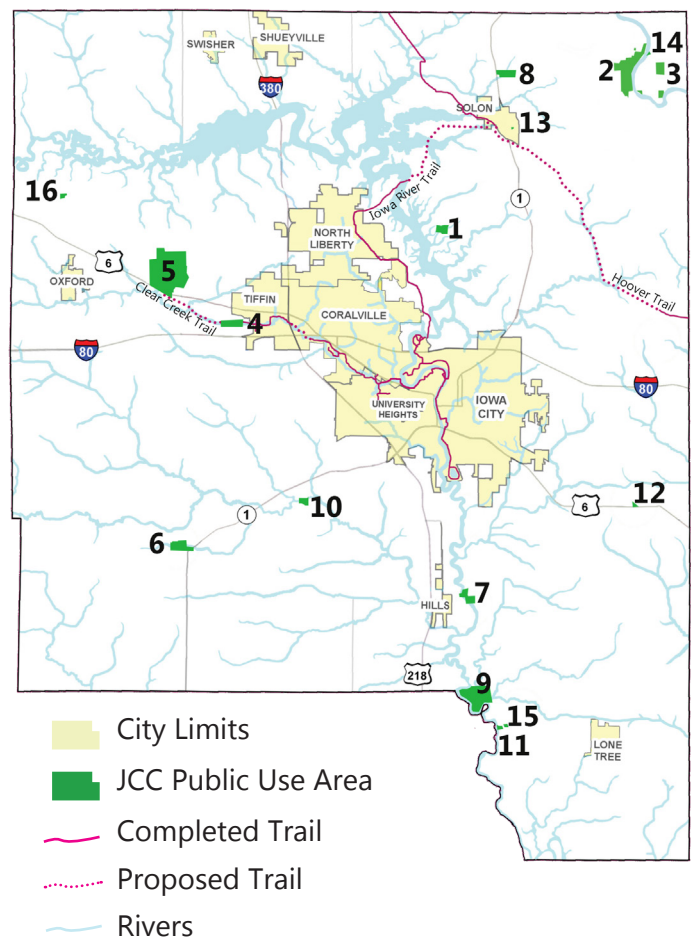 SHUEYVILLE
SWISHER
14
2
3
8
380
SOLON
13
16
1
Iowa River Trail
1
NORTH
LIBERTY
6
5
OXFORD
Hoover Trail
Clear Creek Trail
TIFFIN
4
CORALVILLE
80
80
UNIVERSITY
HEIGHTS
IOWA
CITY
12
10
6
1
6
7
HILLS
218
9
15
11
LONE
TREE
City Limits
JCC Public Use Area
Completed Trail
Proposed Trail
Rivers